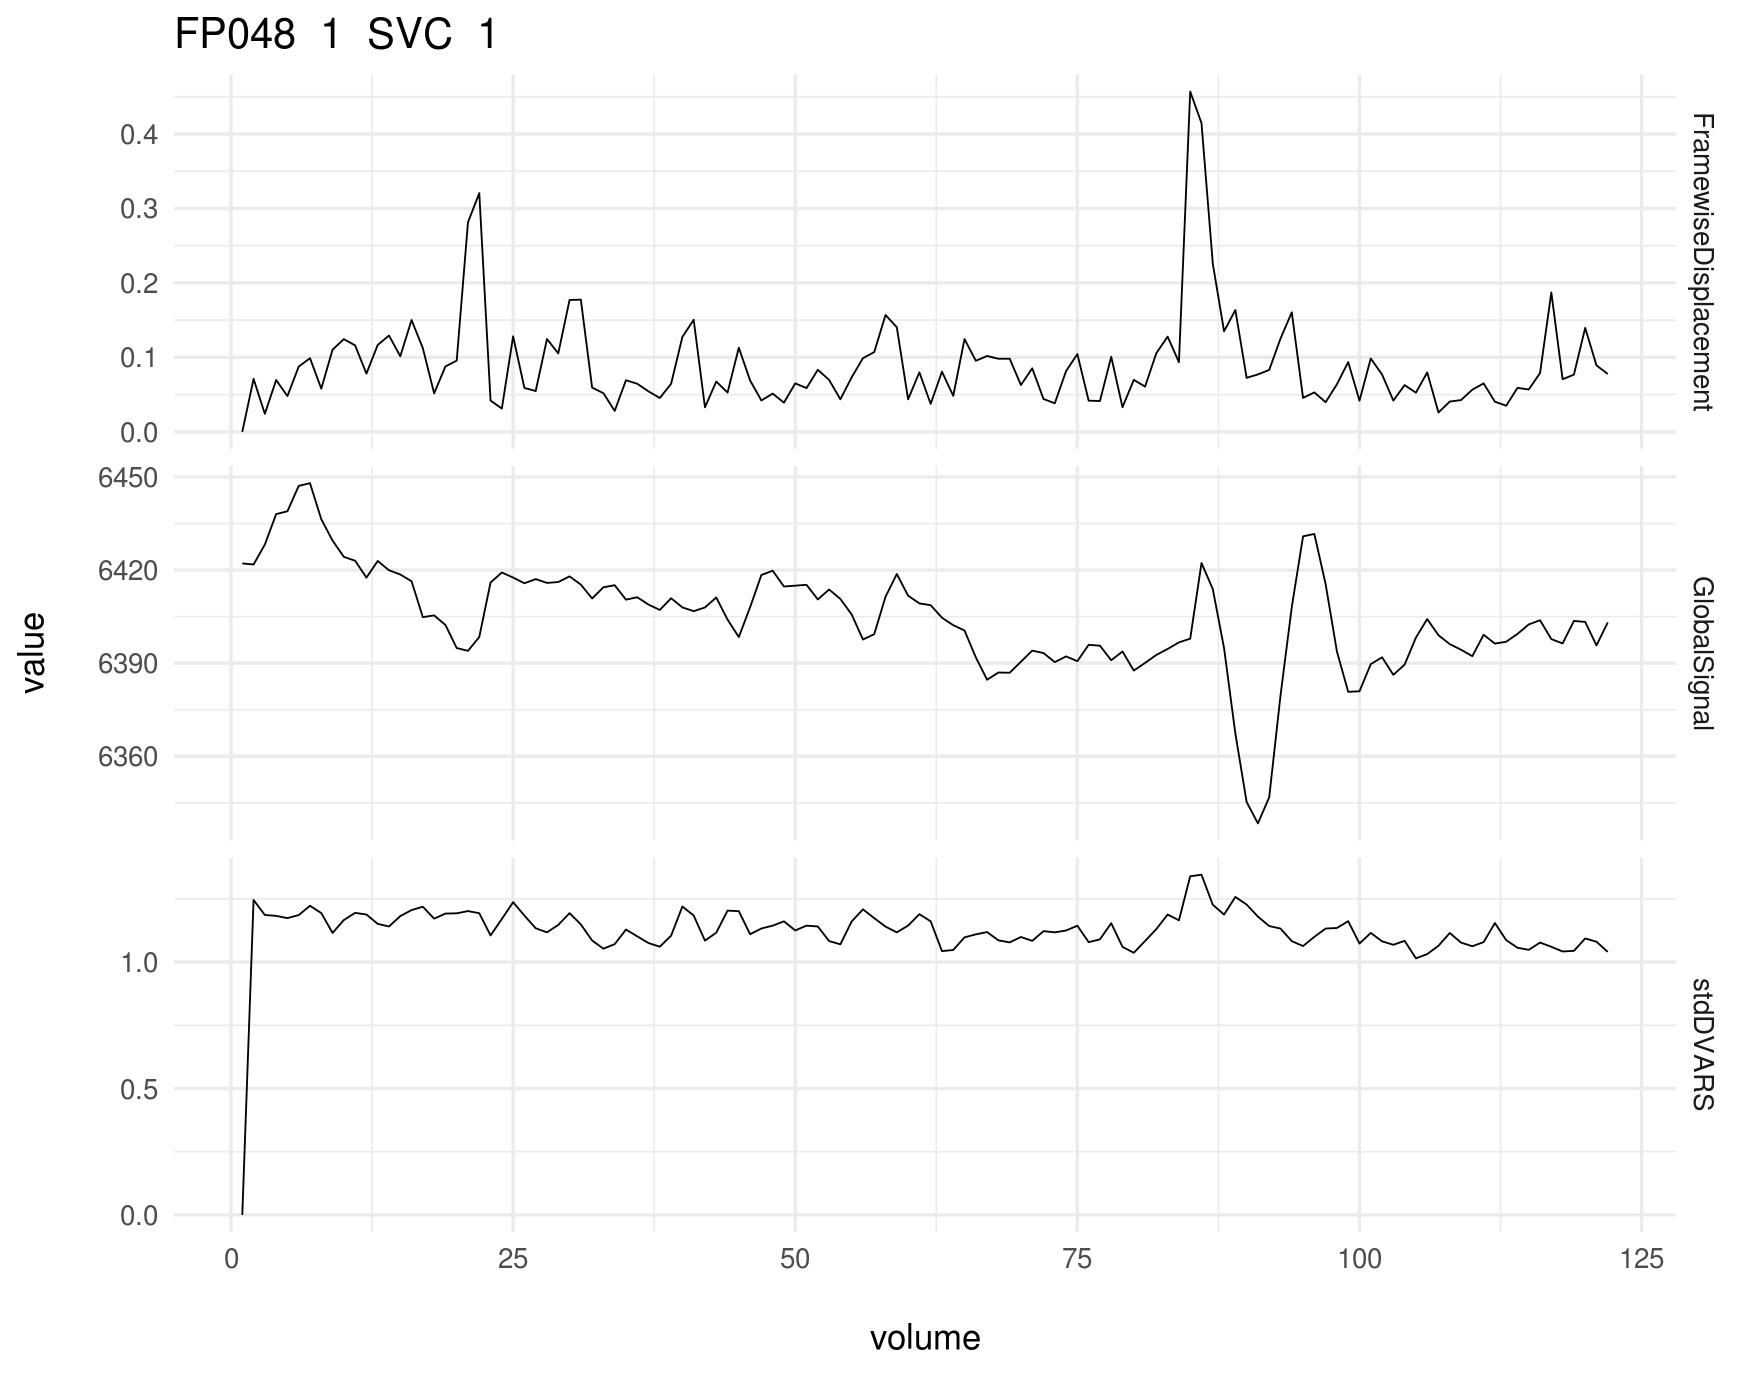 FP048 1 SVC 1
0.4
0.3
0.2
0.1
0.0
FramewiseDisplacement
6450
6420
6390
6360
GlobalSignal
value
1.0
0.5
0.0
stdDVARS
0 25 50 75 100 125
volume